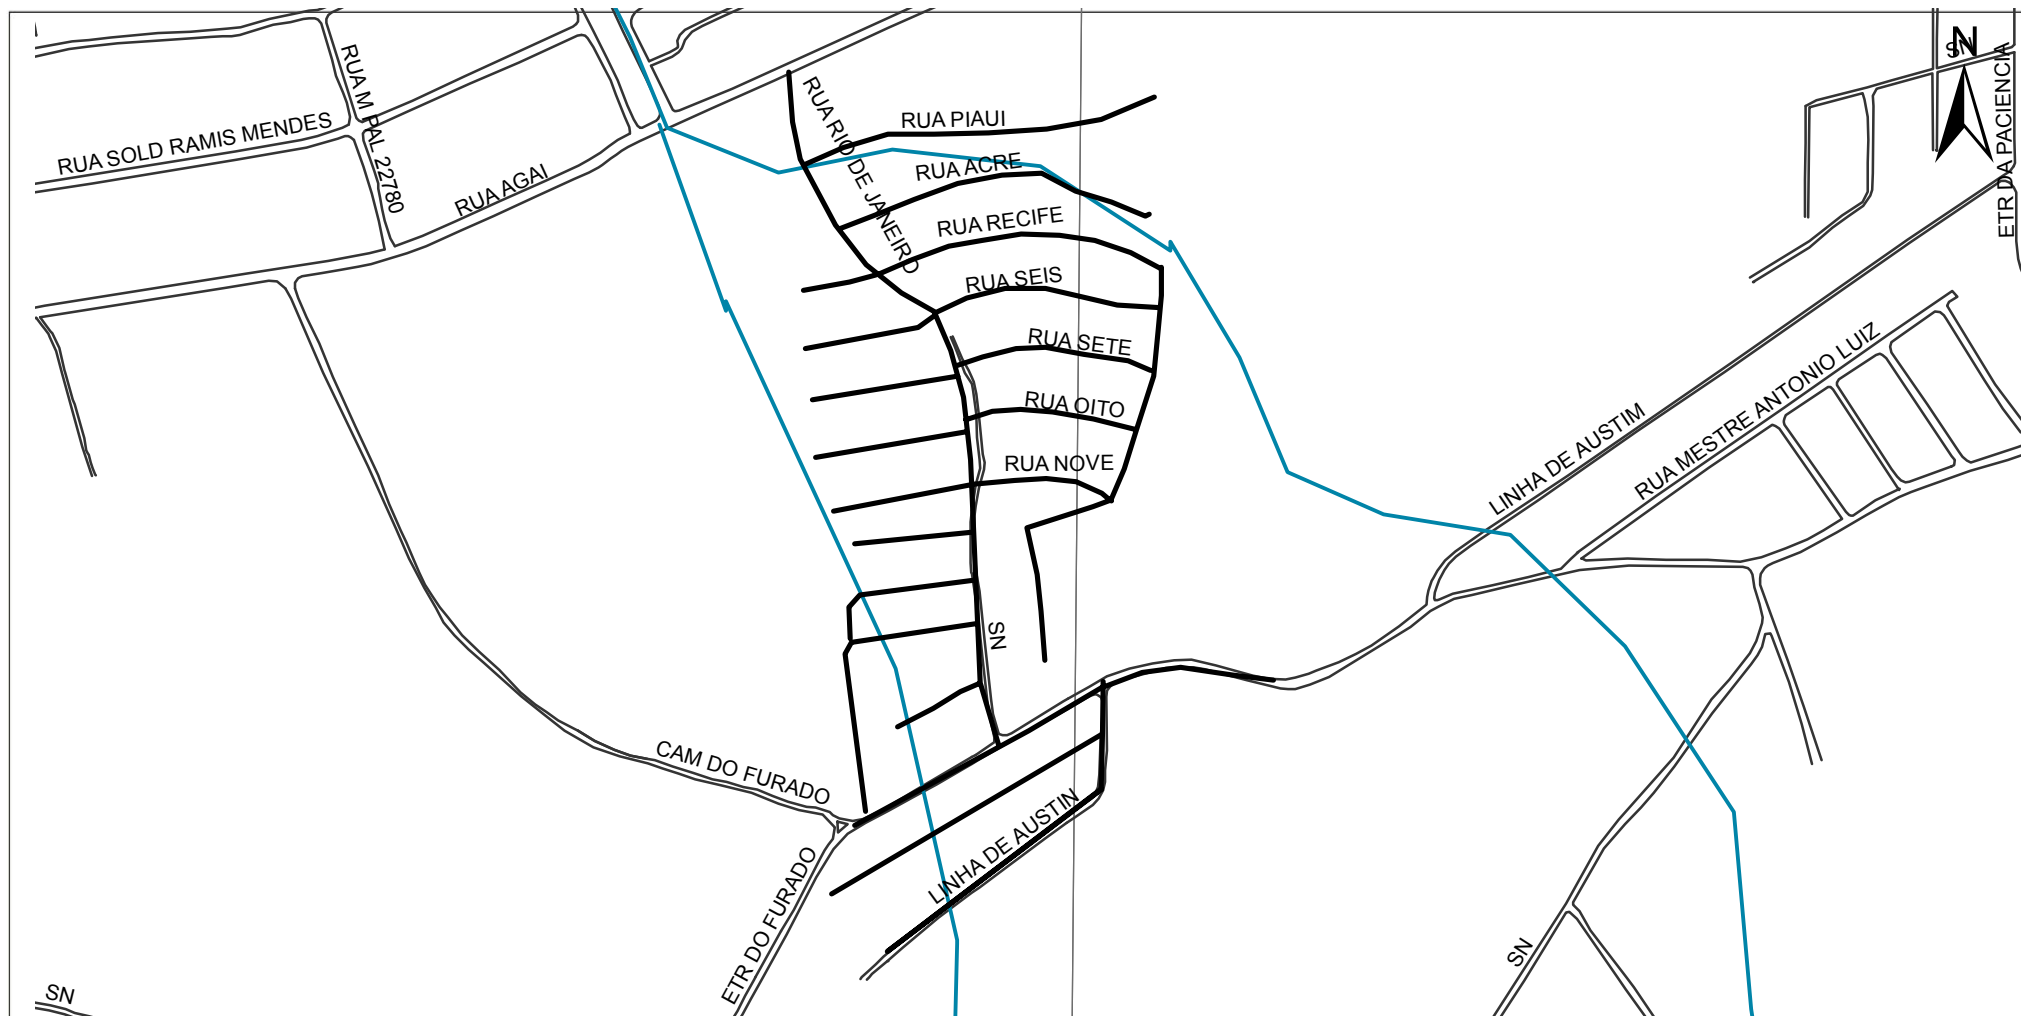 N
SN
ETR DA PACIENCIA
RUA M PAL 22780
RUA SOLD RAMIS MENDES
RUA AGAI
RUA RIO DE JANEIRO
RUA PIAUI
RUA ACRE
RUA RECIFE
RUA SEIS
RUA SETE
RUA OITO
RUA NOVE
LINHA DE AUSTIM
RUA MESTRE ANTONIO LUIZ
SN
CAM DO FURADO
LINHA DE AUSTIN
ETR DO FURADO
SN
SN